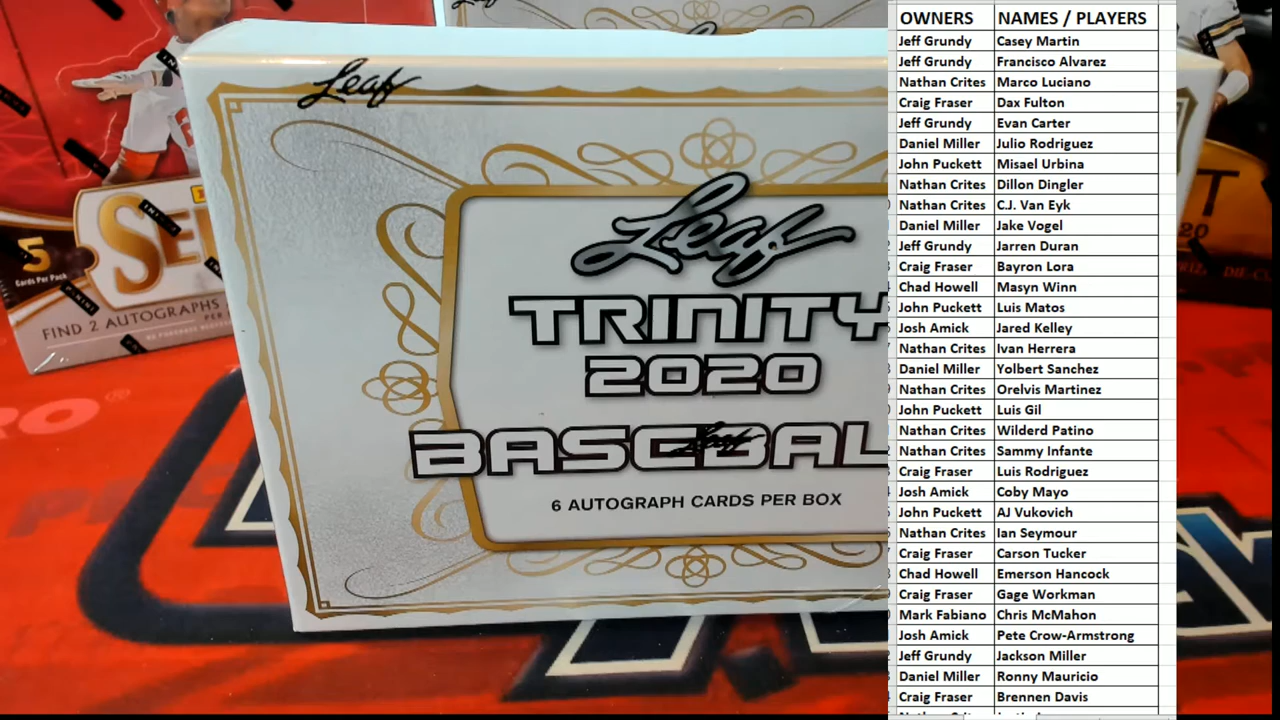 Leaf
Leaf
TRINITY
2020
BASEBAL
6 AUTOGRAPH CARDS PER BOX
5
Cards Per Pack
FIND 2 AUTOGRAPHS
OWNERS NAMES / PLAYERS
Jeff Grundy Casey Martin
Jeff Grundy Francisco Alvarez
Nathan Crites Marco Luciano
Craig Fraser Dax Fulton
Jeff Grundy Evan Carter
Daniel Miller Julio Rodriguez
John Puckett Misael Urbina
Nathan Crites Dillon Dingler
Nathan Crites C.J. Van Eyk
Daniel Miller Jake Vogel
Jeff Grundy Jarren Duran
Craig Fraser Bayron Lora
Chad Howell Masyn Winn
John Puckett Luis Matos
Josh Amick Jared Kelley
Nathan Crites Ivan Herrera
Daniel Miller Yolbert Sanchez
Nathan Crites Orelvis Martinez
John Puckett Luis Gil
Nathan Crites Wilderd Patino
Nathan Crites Sammy Infante
Craig Fraser Luis Rodriguez
Josh Amick Coby Mayo
John Puckett AJ Vukovich
Nathan Crites Ian Seymour
Craig Fraser Carson Tucker
Chad Howell Emerson Hancock
Craig Fraser Gage Workman
Mark Fabiano Chris McMahon
Josh Amick Pete Crow-Armstrong
Jeff Grundy Jackson Miller
Daniel Miller Ronny Mauricio
Craig Fraser Brennen Davis